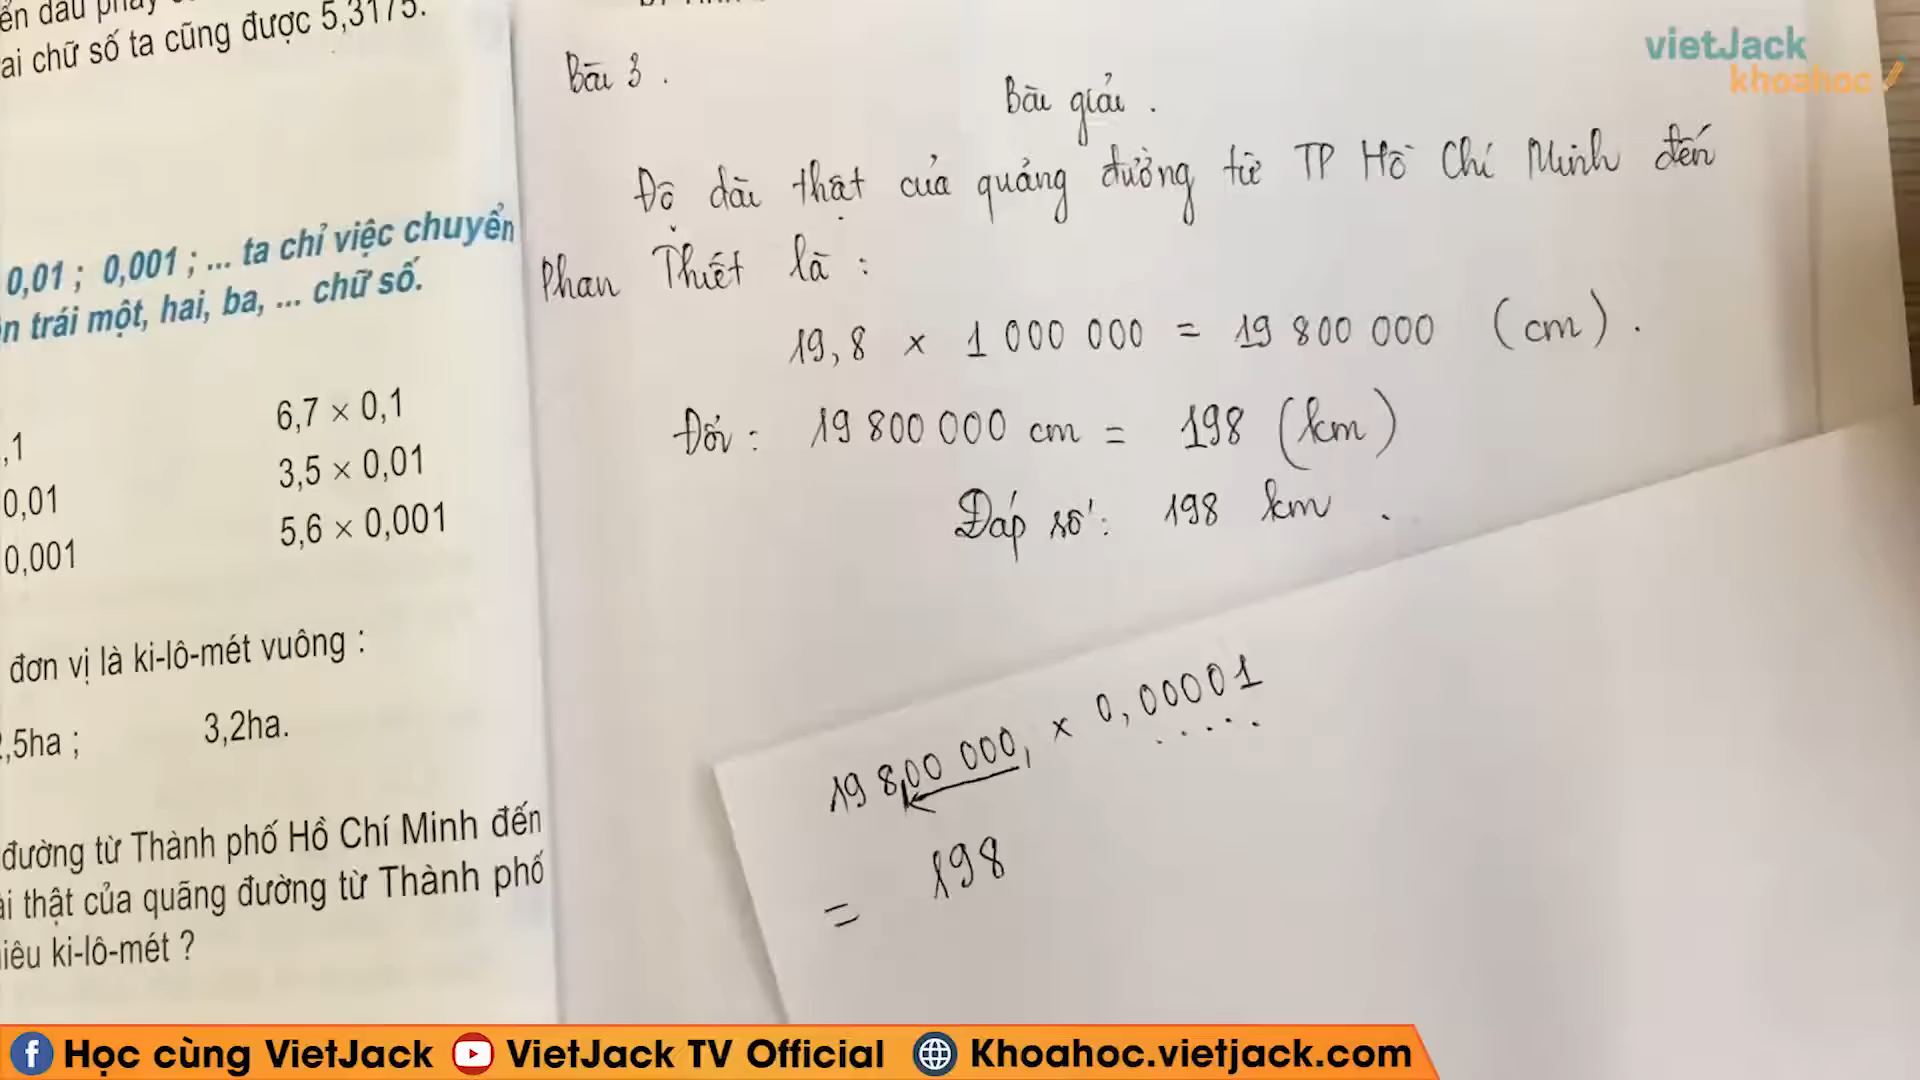 ển dấu phẩy
ai chữ số ta cũng được 5,3175.
0,01 ; 0,001 ; ... ta chỉ việc chuyển
n trái một, hai, ba, ... chữ số.
,1
6,7 × 0,1
0,01
3,5 × 0,01
0,001
5,6 × 0,001
đơn vị là ki-lô-mét vuông :
,5ha ;
3,2ha.
đường từ Thành phố Hồ Chí Minh đến
ài thật của quãng đường từ Thành phố
iêu ki-lô-mét ?
Bài 3 .
Bài giải .
Độ dài thật của quảng đường từ TP Hồ Chí Minh đến
Phan Thiết là :
19,8 × 1 000 000 = 19 800 000 (cm) .
Đổi : 19 800 000 cm = 198 (km)
Đáp số : 198 km .
19 8,00 000, × 0,00001
= 198
vietJack
khoahoc
Học cùng VietJack VietJack TV Official Khoahoc.vietjack.com